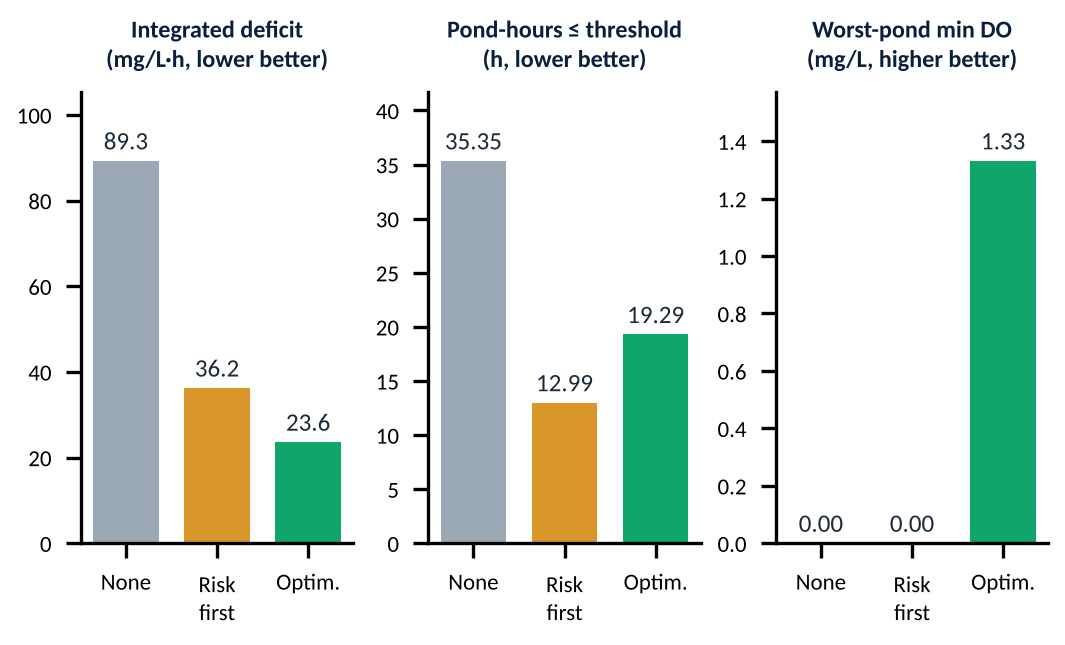 Integrated deficit
(mg/L·h, lower better)
100
80
60
40
20
0
89.3
36.2
23.6
None
Risk
first
Optim.
Pond-hours ≤ threshold
(h, lower better)
40
35
30
25
20
15
10
5
0
35.35
12.99
19.29
None
Risk
first
Optim.
Worst-pond min DO
(mg/L, higher better)
1.4
1.2
1.0
0.8
0.6
0.4
0.2
0.0
0.00
0.00
1.33
None
Risk
first
Optim.